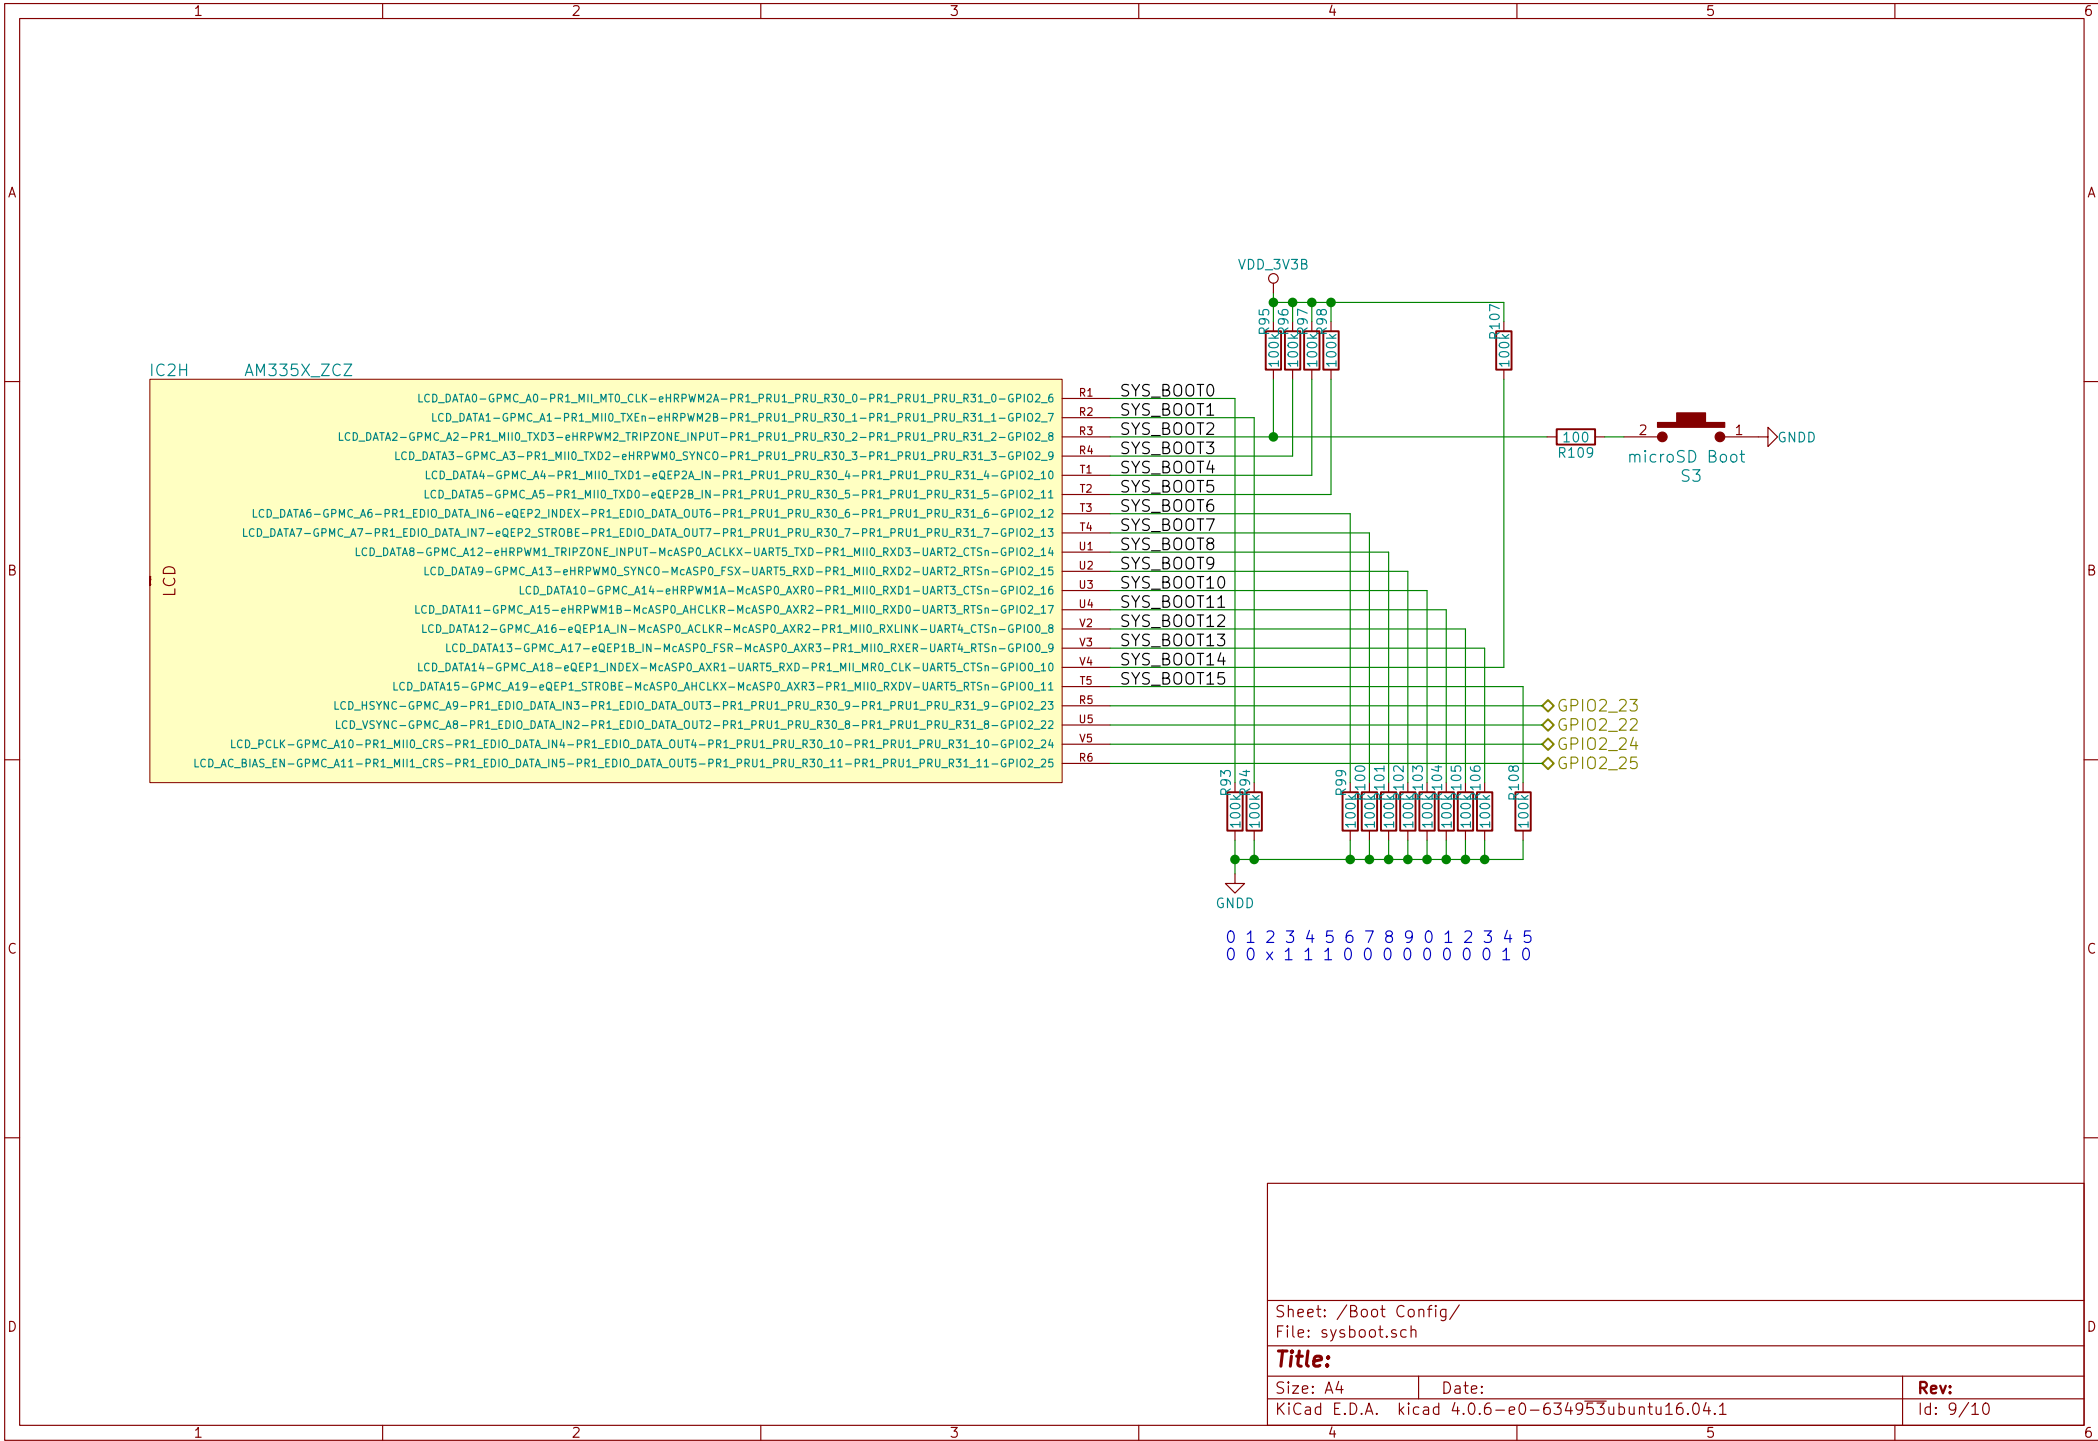 1 2 3 4 5 6
A A
VDD_3V3B
R95 R96 R97 R98 R107
100k 100k 100k 100k 100k
IC2H AM335X_ZCZ
LCD
LCD_DATA0-GPMC_A0-PR1_MII_MT0_CLK-eHRPWM2A-PR1_PRU1_PRU_R30_0-PR1_PRU1_PRU_R31_0-GPIO2_6 R1 SYS_BOOT0
LCD_DATA1-GPMC_A1-PR1_MII0_TXEn-eHRPWM2B-PR1_PRU1_PRU_R30_1-PR1_PRU1_PRU_R31_1-GPIO2_7 R2 SYS_BOOT1
LCD_DATA2-GPMC_A2-PR1_MII0_TXD3-eHRPWM2_TRIPZONE_INPUT-PR1_PRU1_PRU_R30_2-PR1_PRU1_PRU_R31_2-GPIO2_8 R3 SYS_BOOT2
100
R109
2 1 GNDD
microSD Boot
S3
LCD_DATA3-GPMC_A3-PR1_MII0_TXD2-eHRPWM0_SYNCO-PR1_PRU1_PRU_R30_3-PR1_PRU1_PRU_R31_3-GPIO2_9 R4 SYS_BOOT3
LCD_DATA4-GPMC_A4-PR1_MII0_TXD1-eQEP2A_IN-PR1_PRU1_PRU_R30_4-PR1_PRU1_PRU_R31_4-GPIO2_10 T1 SYS_BOOT4
LCD_DATA5-GPMC_A5-PR1_MII0_TXD0-eQEP2B_IN-PR1_PRU1_PRU_R30_5-PR1_PRU1_PRU_R31_5-GPIO2_11 T2 SYS_BOOT5
LCD_DATA6-GPMC_A6-PR1_EDIO_DATA_IN6-eQEP2_INDEX-PR1_EDIO_DATA_OUT6-PR1_PRU1_PRU_R30_6-PR1_PRU1_PRU_R31_6-GPIO2_12 T3 SYS_BOOT6
LCD_DATA7-GPMC_A7-PR1_EDIO_DATA_IN7-eQEP2_STROBE-PR1_EDIO_DATA_OUT7-PR1_PRU1_PRU_R30_7-PR1_PRU1_PRU_R31_7-GPIO2_13 T4 SYS_BOOT7
LCD_DATA8-GPMC_A12-eHRPWM1_TRIPZONE_INPUT-McASP0_ACLKX-UART5_TXD-PR1_MII0_RXD3-UART2_CTSn-GPIO2_14 U1 SYS_BOOT8
B B
LCD_DATA9-GPMC_A13-eHRPWM0_SYNCO-McASP0_FSX-UART5_RXD-PR1_MII0_RXD2-UART2_RTSn-GPIO2_15 U2 SYS_BOOT9
LCD_DATA10-GPMC_A14-eHRPWM1A-McASP0_AXR0-PR1_MII0_RXD1-UART3_CTSn-GPIO2_16 U3 SYS_BOOT10
LCD_DATA11-GPMC_A15-eHRPWM1B-McASP0_AHCLKR-McASP0_AXR2-PR1_MII0_RXD0-UART3_RTSn-GPIO2_17 U4 SYS_BOOT11
LCD_DATA12-GPMC_A16-eQEP1A_IN-McASP0_ACLKR-McASP0_AXR2-PR1_MII0_RXLINK-UART4_CTSn-GPIO0_8 V2 SYS_BOOT12
LCD_DATA13-GPMC_A17-eQEP1B_IN-McASP0_FSR-McASP0_AXR3-PR1_MII0_RXER-UART4_RTSn-GPIO0_9 V3 SYS_BOOT13
LCD_DATA14-GPMC_A18-eQEP1_INDEX-McASP0_AXR1-UART5_RXD-PR1_MII_MR0_CLK-UART5_CTSn-GPIO0_10 V4 SYS_BOOT14
LCD_DATA15-GPMC_A19-eQEP1_STROBE-McASP0_AHCLKX-McASP0_AXR3-PR1_MII0_RXDV-UART5_RTSn-GPIO0_11 T5 SYS_BOOT15
LCD_HSYNC-GPMC_A9-PR1_EDIO_DATA_IN3-PR1_EDIO_DATA_OUT3-PR1_PRU1_PRU_R30_9-PR1_PRU1_PRU_R31_9-GPIO2_23 R5 GPIO2_23
LCD_VSYNC-GPMC_A8-PR1_EDIO_DATA_IN2-PR1_EDIO_DATA_OUT2-PR1_PRU1_PRU_R30_8-PR1_PRU1_PRU_R31_8-GPIO2_22 U5 GPIO2_22
LCD_PCLK-GPMC_A10-PR1_MII0_CRS-PR1_EDIO_DATA_IN4-PR1_EDIO_DATA_OUT4-PR1_PRU1_PRU_R30_10-PR1_PRU1_PRU_R31_10-GPIO2_24 V5 GPIO2_24
LCD_AC_BIAS_EN-GPMC_A11-PR1_MII1_CRS-PR1_EDIO_DATA_IN5-PR1_EDIO_DATA_OUT5-PR1_PRU1_PRU_R30_11-PR1_PRU1_PRU_R31_11-GPIO2_25 R6 GPIO2_25
R93 R94 R99 R100 R101 R102 R103 R104 R105 R106 R108
100k 100k 100k 100k 100k 100k 100k 100k 100k 100k 100k
GNDD
0 1 2 3 4 5 6 7 8 9 0 1 2 3 4 5
0 0 x 1 1 1 0 0 0 0 0 0 0 0 1 0
C C
Sheet: /Boot Config/
File: sysboot.sch
D D
Title:
Size: A4 Date: Rev:
KiCad E.D.A. kicad 4.0.6-e0-634953ubuntu16.04.1 Id: 9/10
1 2 3 4 5 6